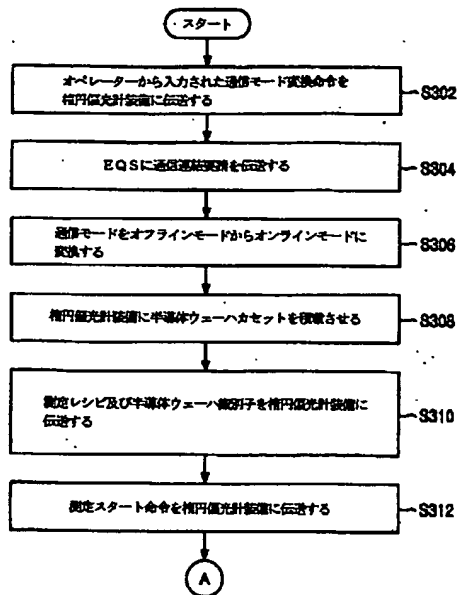 スタート
オペレーターから入力された通信モード変換命令を
楕円偏光計装備に伝送する
S302
EQSに通信連結要請を伝送する
S304
通信モードをオフラインモードからオンラインモードに
変換する
S306
楕円偏光計装備に半導体ウェーハカセットを積載させる
S308
測定レシピ及び半導体ウェーハ識別子を楕円偏光計装備に
伝送する
S310
測定スタート命令を楕円偏光計装備に伝送する
S312
A